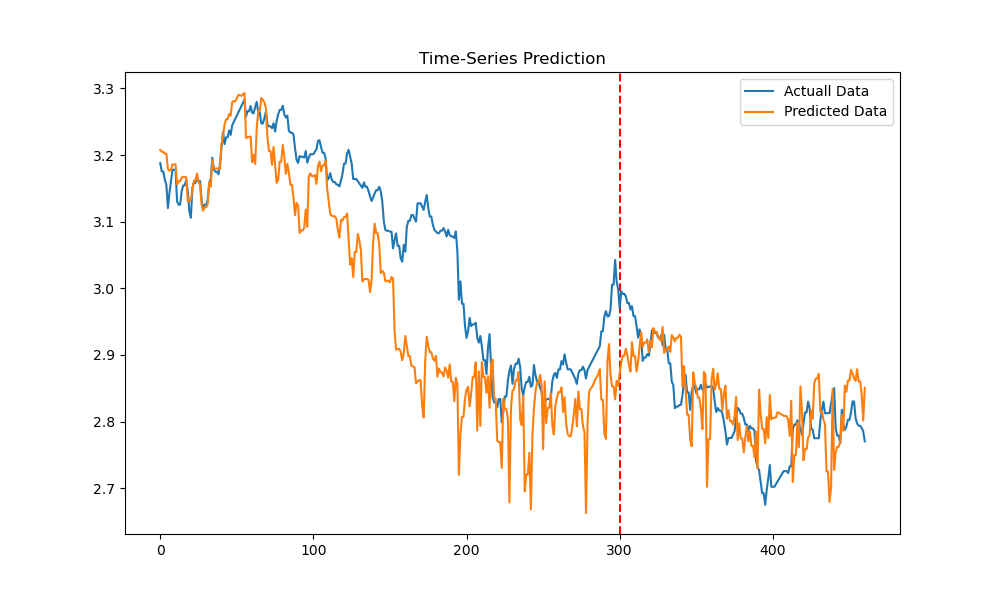 Time-Series Prediction
Actuall Data
Predicted Data
3.3
3.2
3.1
3.0
2.9
2.8
2.7
0 100 200 300 400